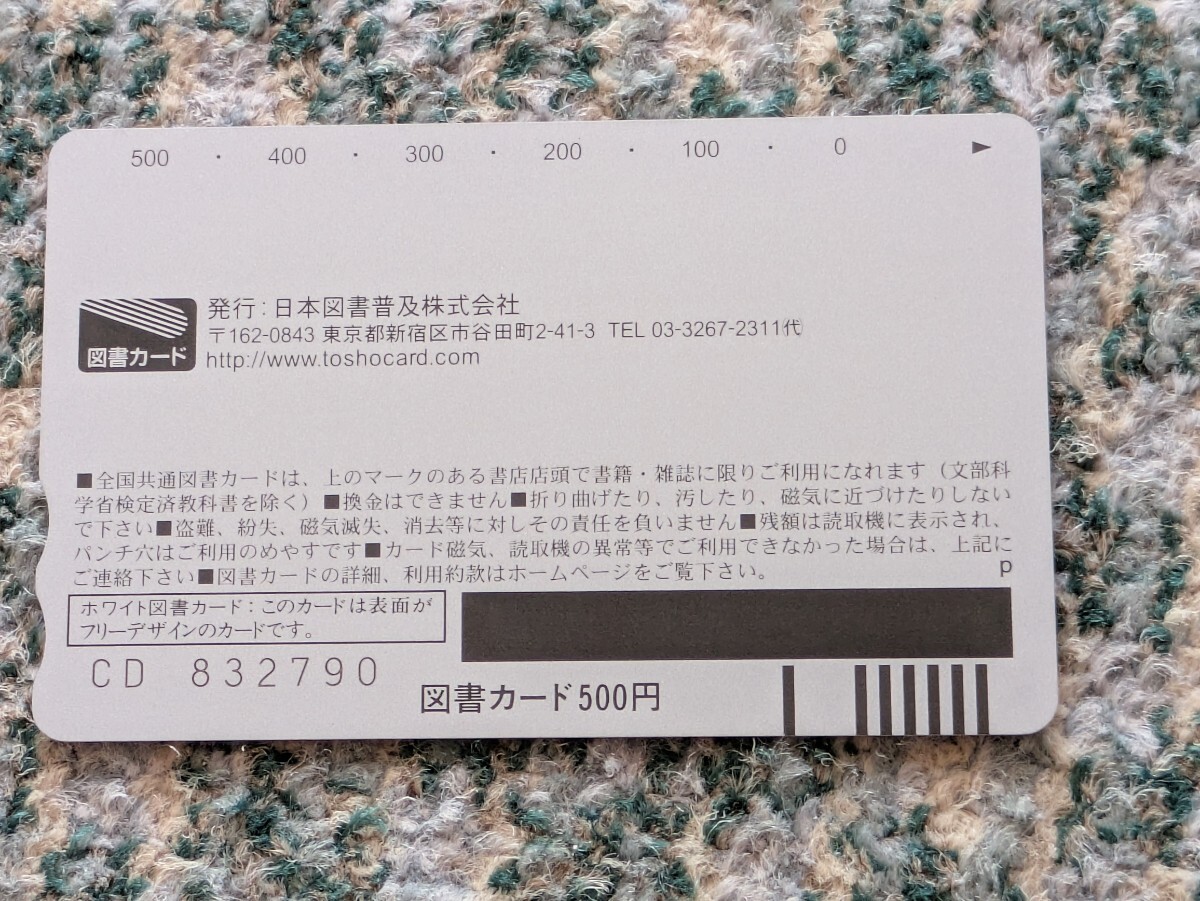 500 ・ 400 ・ 300 ・ 200 ・ 100 ・ 0 ▶
図書カード
発行：日本図書普及株式会社
〒162-0843 東京都新宿区市谷田町2-41-3 TEL 03-3267-2311代
http://www.toshocard.com
■全国共通図書カードは、上のマークのある書店店頭で書籍・雑誌に限りご利用になれます（文部科
学省検定済教科書を除く）■換金はできません■折り曲げたり、汚したり、磁気に近づけたりしない
で下さい■盗難、紛失、磁気滅失、消去等に対しその責任を負いません■残額は読取機に表示され、
パンチ穴はご利用のめやすです■カード磁気、読取機の異常等でご利用できなかった場合は、上記に
ご連絡下さい■図書カードの詳細、利用約款はホームページをご覧下さい。
p
ホワイト図書カード：このカードは表面が
フリーデザインのカードです。
CD 832790
図書カード500円